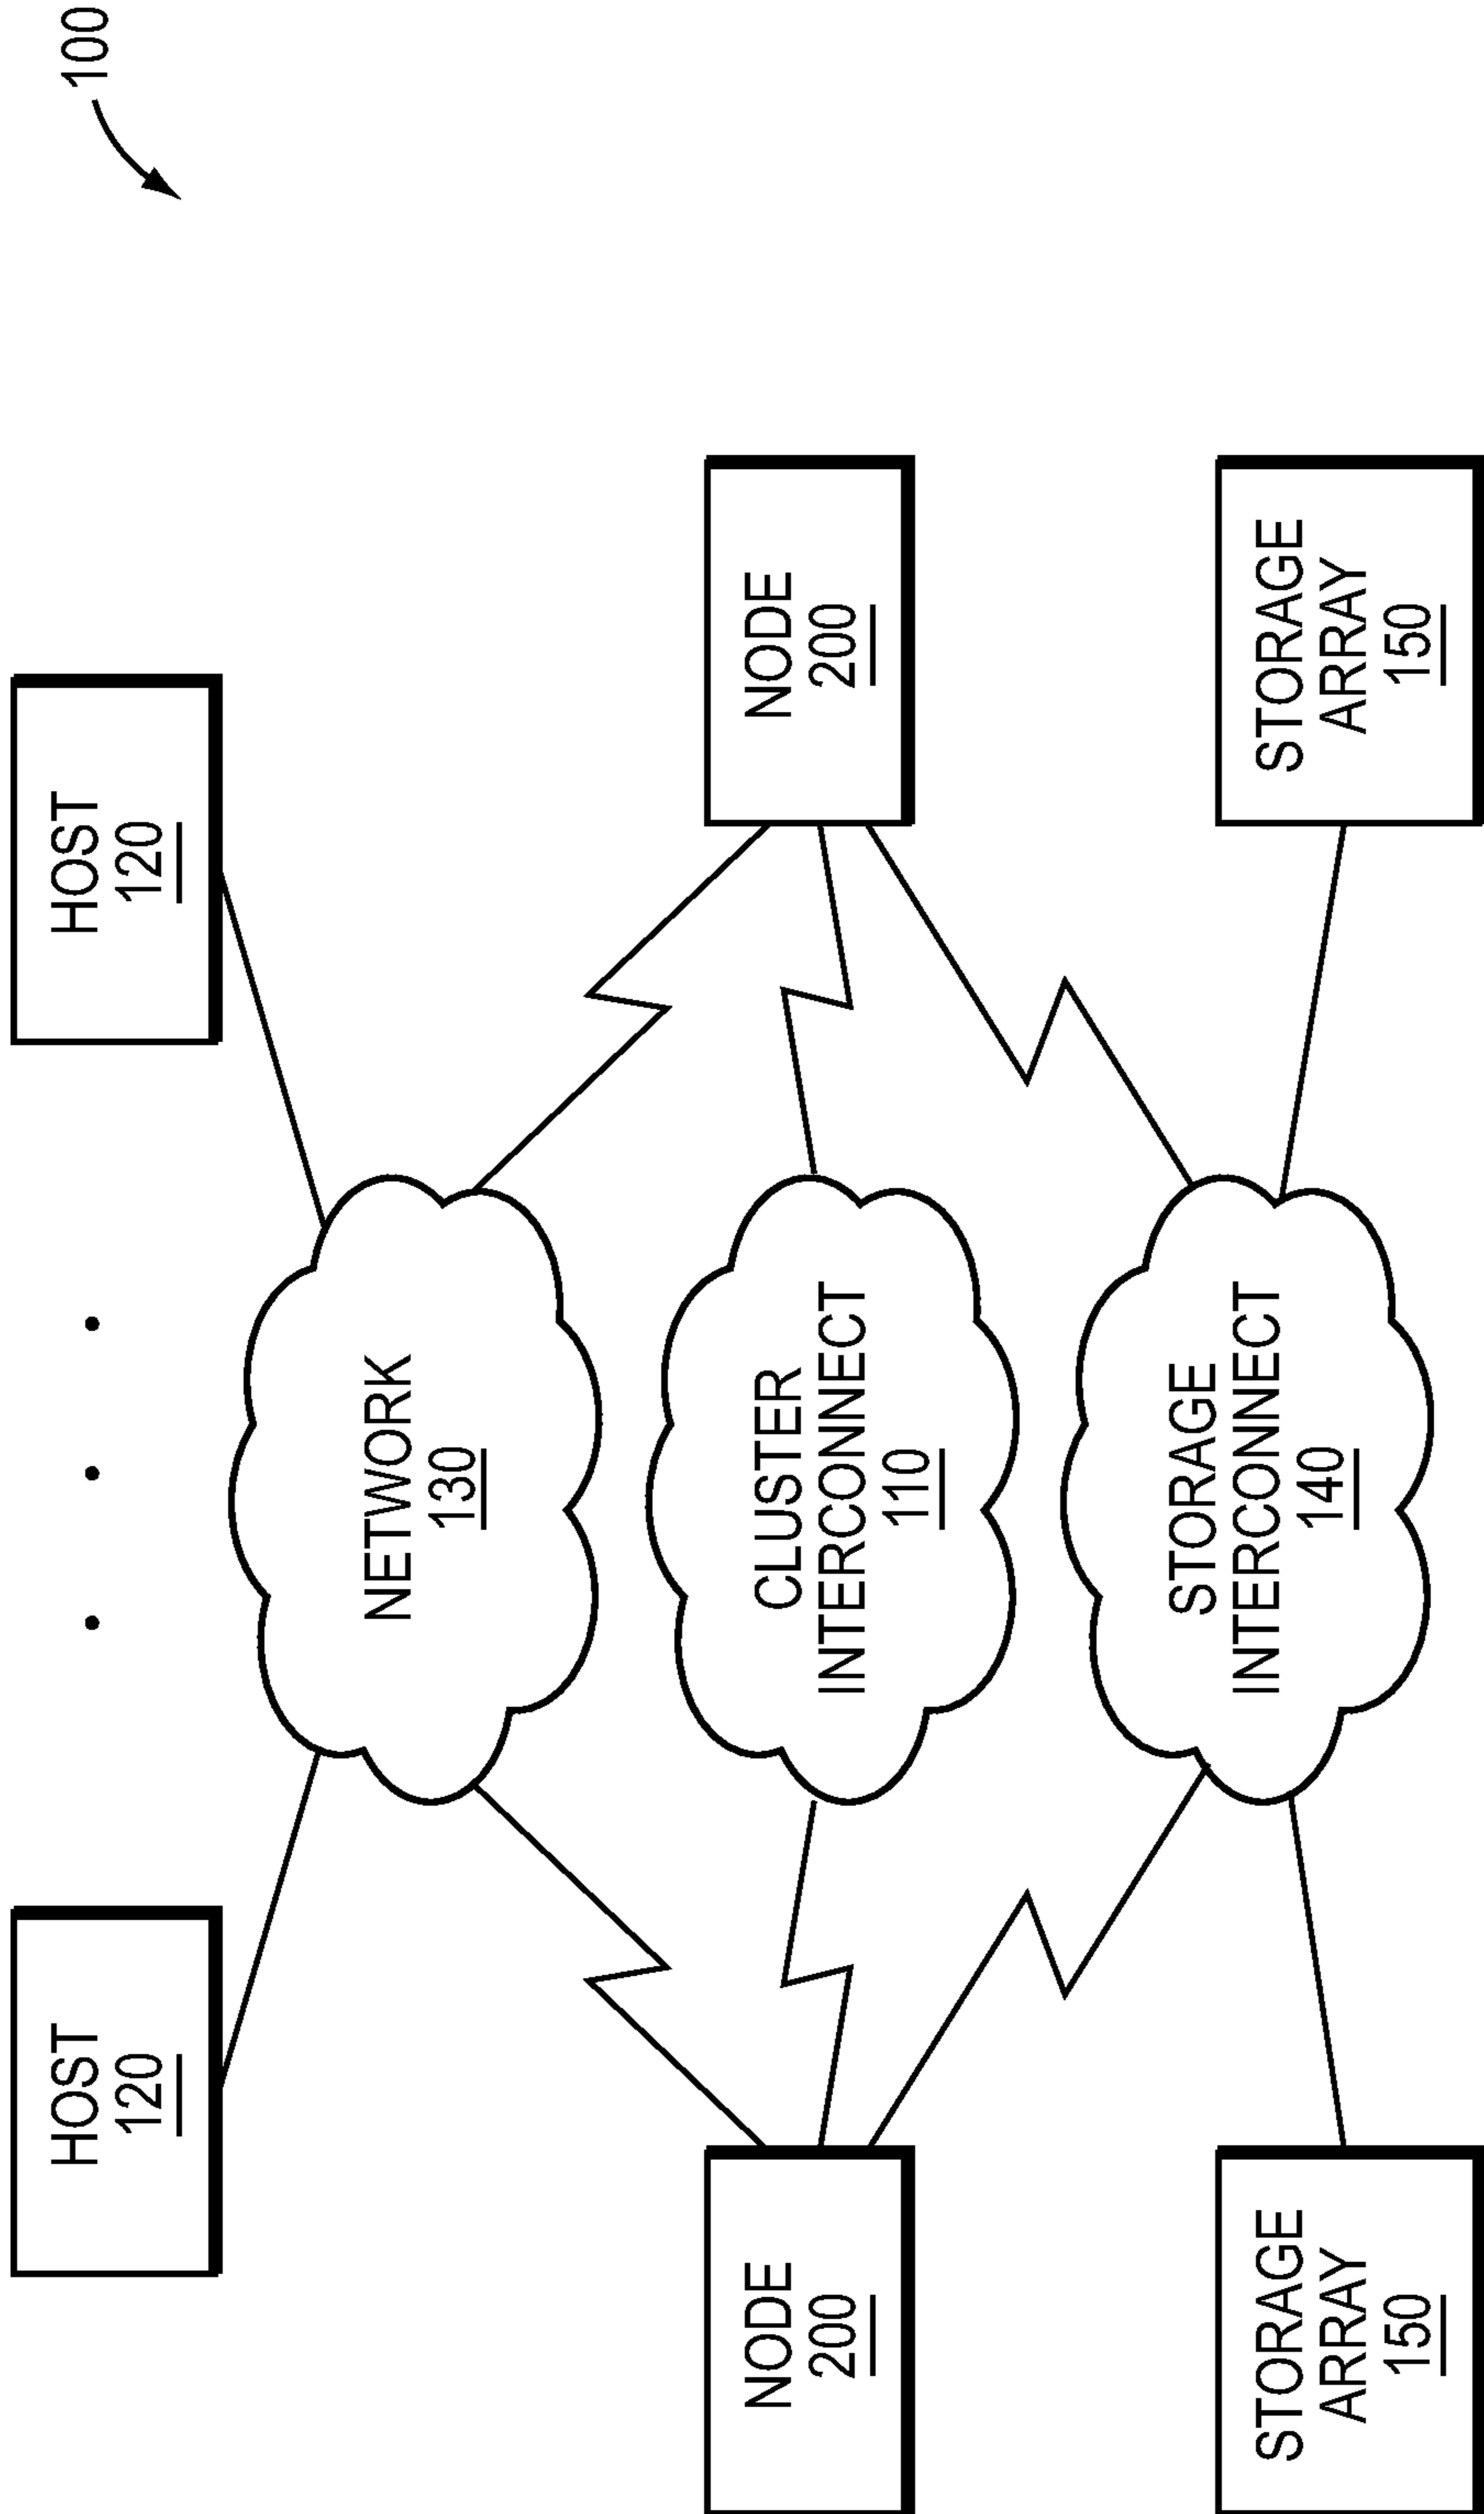 100
HOST
120
HOST
120
NETWORK
130
NODE
200
CLUSTER
INTERCONNECT
110
NODE
200
STORAGE
ARRAY
150
STORAGE
INTERCONNECT
140
STORAGE
ARRAY
150